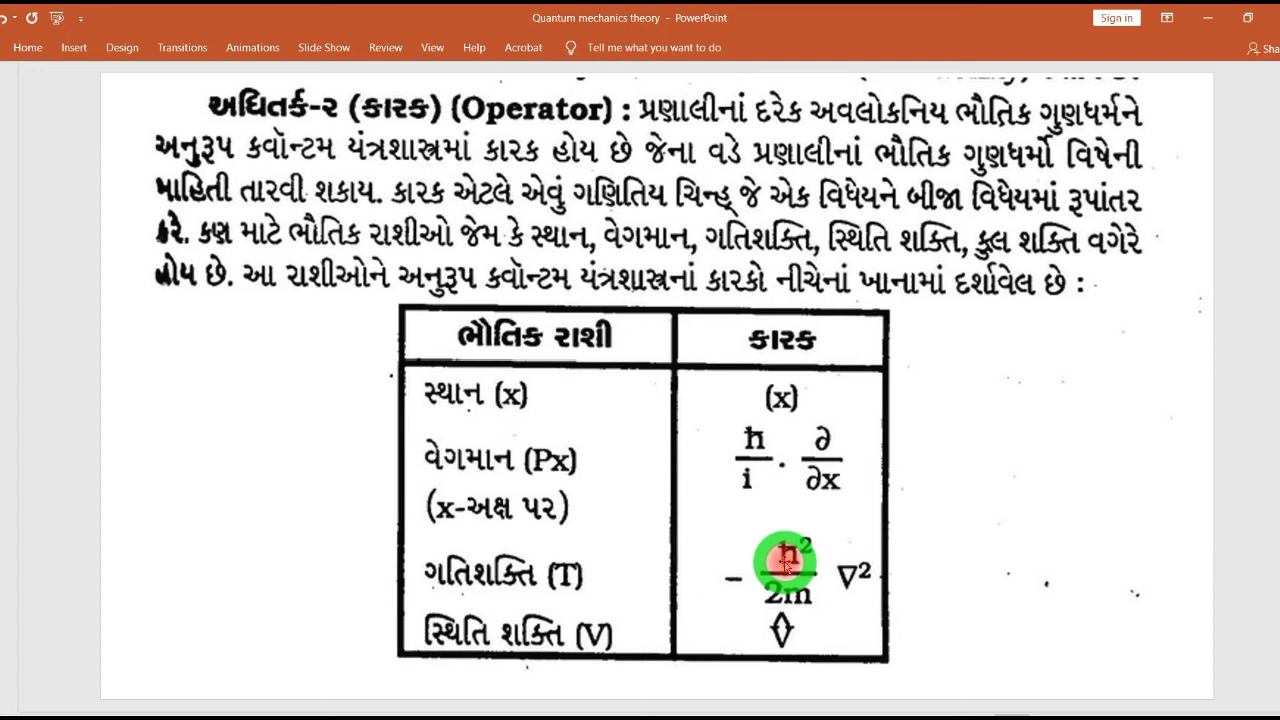 Quantum mechanics theory - PowerPoint
Sign in
Home Insert Design Transitions Animations Slide Show Review View Help Acrobat Tell me what you want to do Sha
અધિતર્ક-૨ (કારક) (Operator) : પ્રણાલીનાં દરેક અવલોકનિય ભૌતિક ગુણધર્મને
અનુરૂપ કવૉન્ટમ યંત્રશાસ્ત્રમાં કારક હોય છે જેના વડે પ્રણાલીનાં ભૌતિક ગુણધર્મો વિષેની
માહિતી તારવી શકાય. કારક એટલે એવું ગણિતિય ચિન્હ્ જે એક વિધેયને બીજા વિધેયમાં રૂપાંતર
કરે. કણ માટે ભૌતિક રાશીઓ જેમ કે સ્થાન, વેગમાન, ગતિશક્તિ, સ્થિતિ શક્તિ, કુલ શક્તિ વગેરે
હોય છે. આ રાશીઓને અનુરૂપ કવૉન્ટમ યંત્રશાસ્ત્રનાં કારકો નીચેનાં ખાનામાં દર્શાવેલ છે :
ભૌતિક રાશી કારક
સ્થાન (x) (x)
વેગમાન (Px) ħ/i · ∂/∂x
(x-અક્ષ પર)
ગતિશક્તિ (T) – ħ²/2m ∇²
સ્થિતિ શક્તિ (V)